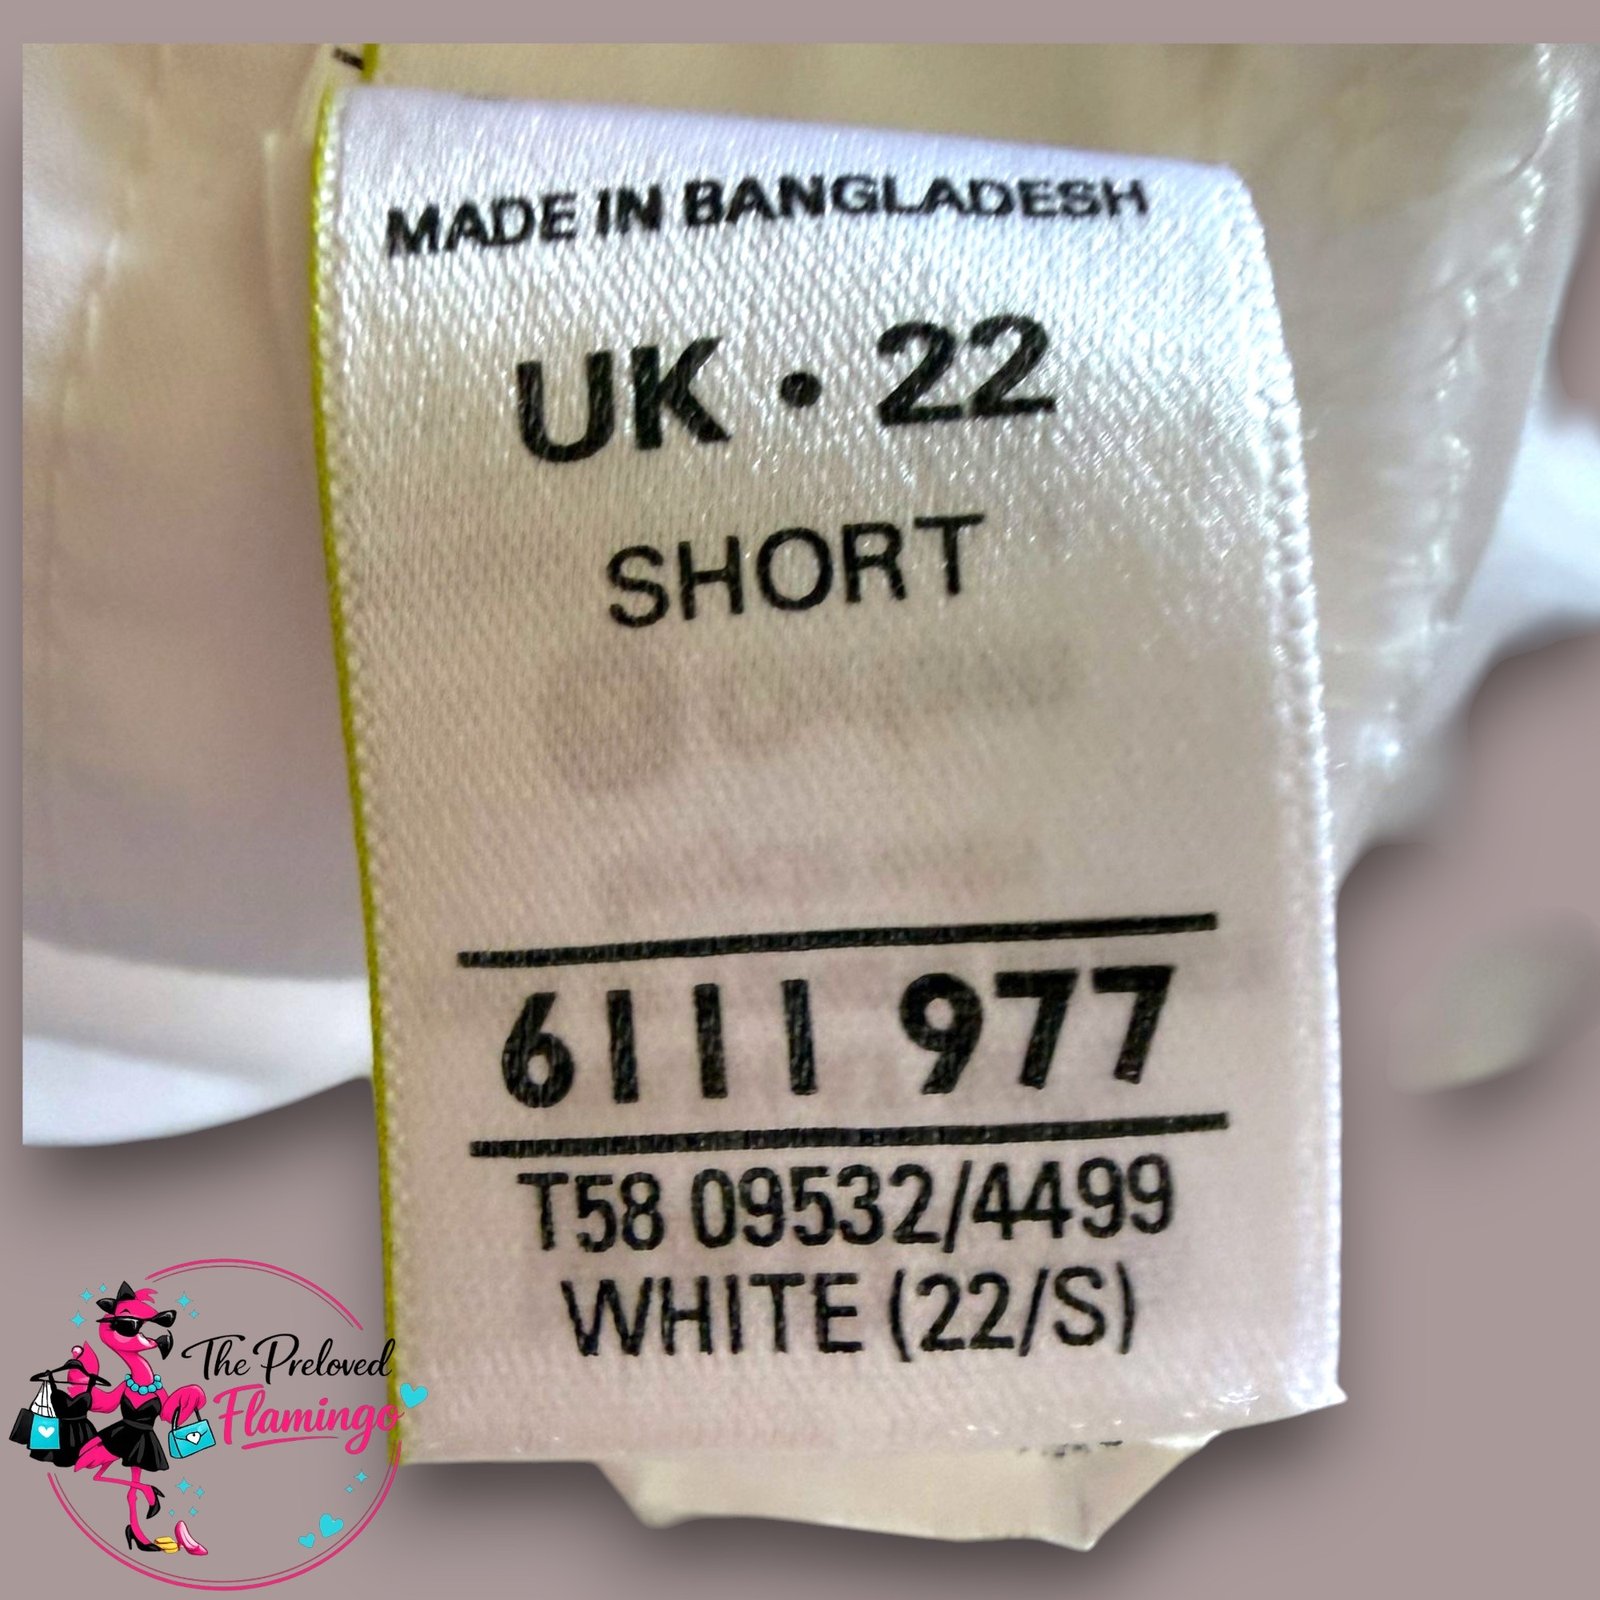 MADE IN BANGLADESH
UK • 22
SHORT
6111 977
T58 09532/4499
WHITE (22/S)
The Preloved
Flamingo